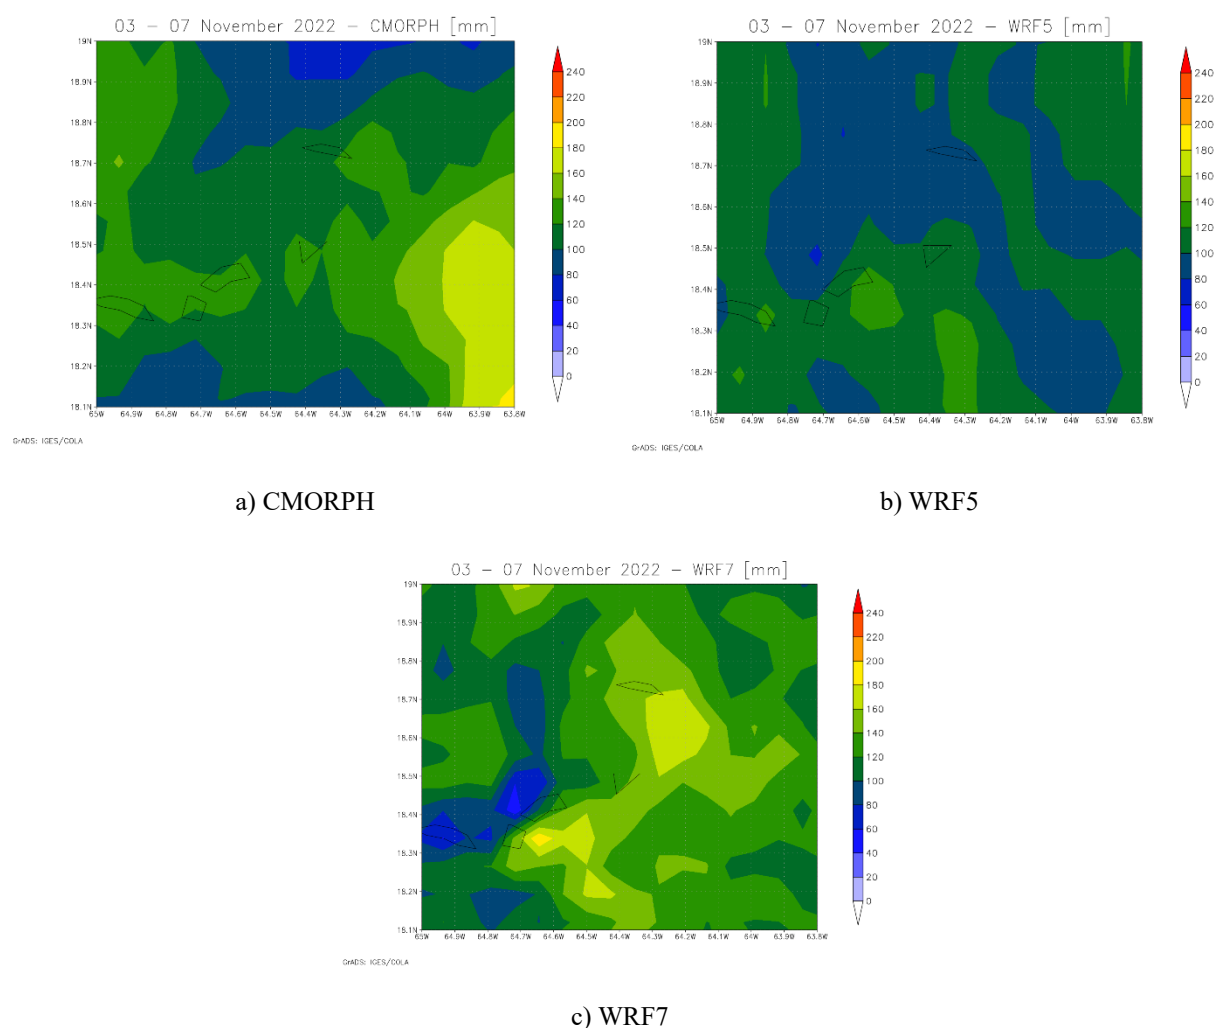 03 – 07 November 2022 – CMORPH [mm]
19N
18.9N
18.8N
18.7N
18.6N
18.5N
18.4N
18.3N
18.2N
18.1N
65W 64.9W 64.8W 64.7W 64.6W 64.5W 64.4W 64.3W 64.2W 64.1W 64W 63.9W 63.8W
240
220
200
180
160
140
120
100
80
60
40
20
0
GrADS: IGES/COLA
a) CMORPH
03 – 07 November 2022 – WRF5 [mm]
19N
18.9N
18.8N
18.7N
18.6N
18.5N
18.4N
18.3N
18.2N
18.1N
65W 64.9W 64.8W 64.7W 64.6W 64.5W 64.4W 64.3W 64.2W 64.1W 64W 63.9W 63.8W
240
220
200
180
160
140
120
100
80
60
40
20
0
GrADS: IGES/COLA
b) WRF5
03 – 07 November 2022 – WRF7 [mm]
19N
18.9N
18.8N
18.7N
18.6N
18.5N
18.4N
18.3N
18.2N
18.1N
65W 64.9W 64.8W 64.7W 64.6W 64.5W 64.4W 64.3W 64.2W 64.1W 64W 63.9W 63.8W
240
220
200
180
160
140
120
100
80
60
40
20
0
GrADS: IGES/COLA
c) WRF7